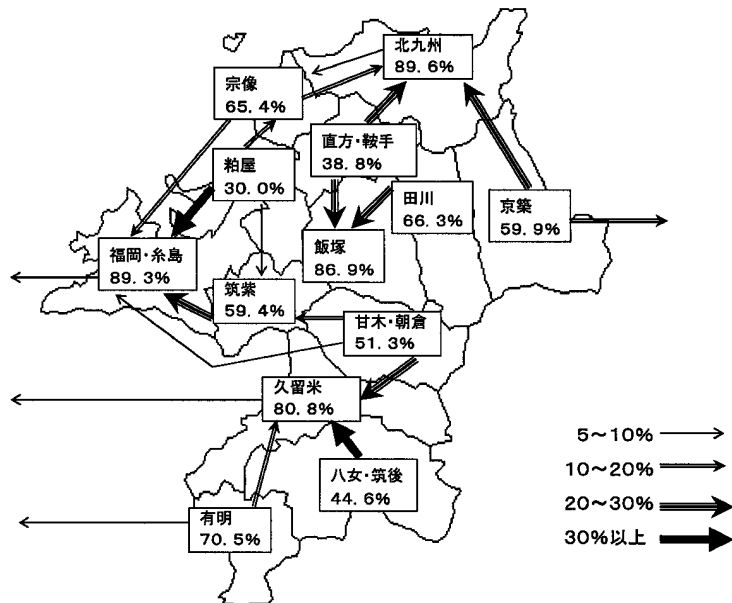 北九州
89.6%
宗像
65.4%
直方・鞍手
38.8%
粕屋
30.0%
田川
66.3%
京築
59.9%
福岡・糸島
89.3%
飯塚
86.9%
筑紫
59.4%
甘木・朝倉
51.3%
久留米
80.8%
八女・筑後
44.6%
有明
70.5%
5~10%
10~20%
20~30%
30%以上